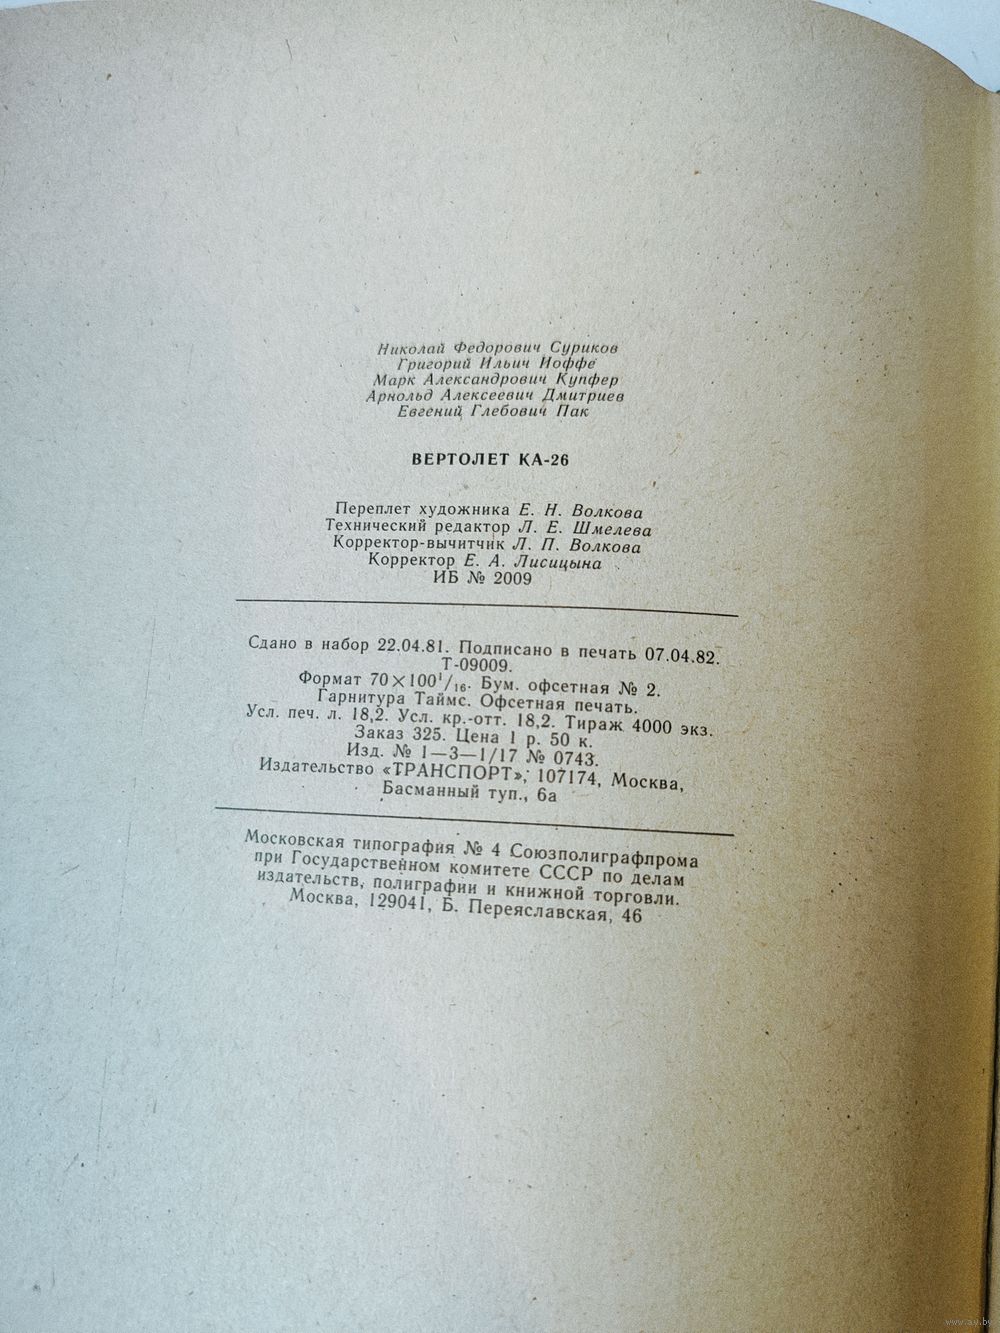 Николай Федорович Суриков
Григорий Ильич Иоффе
Марк Александрович Купфер
Арнольд Алексеевич Дмитриев
Евгений Глебович Пак
ВЕРТОЛЕТ КА-26
Переплет художника Е. Н. Волкова
Технический редактор Л. Е. Шмелева
Корректор-вычитчик Л. П. Волкова
Корректор Е. А. Лисицына
ИБ № 2009
Сдано в набор 22.04.81. Подписано в печать 07.04.82.
Т-09009.
Формат 70×100¹/₁₆. Бум. офсетная № 2.
Гарнитура Таймс. Офсетная печать.
Усл. печ. л. 18,2. Усл. кр.-отт. 18,2. Тираж 4000 экз.
Заказ 325. Цена 1 р. 50 к.
Изд. № 1—3—1/17 № 0743.
Издательство «ТРАНСПОРТ», 107174, Москва,
Басманный туп., 6а
Московская типография № 4 Союзполиграфпрома
при Государственном комитете СССР по делам
издательств, полиграфии и книжной торговли.
Москва, 129041, Б. Переяславская, 46
www.ay.by